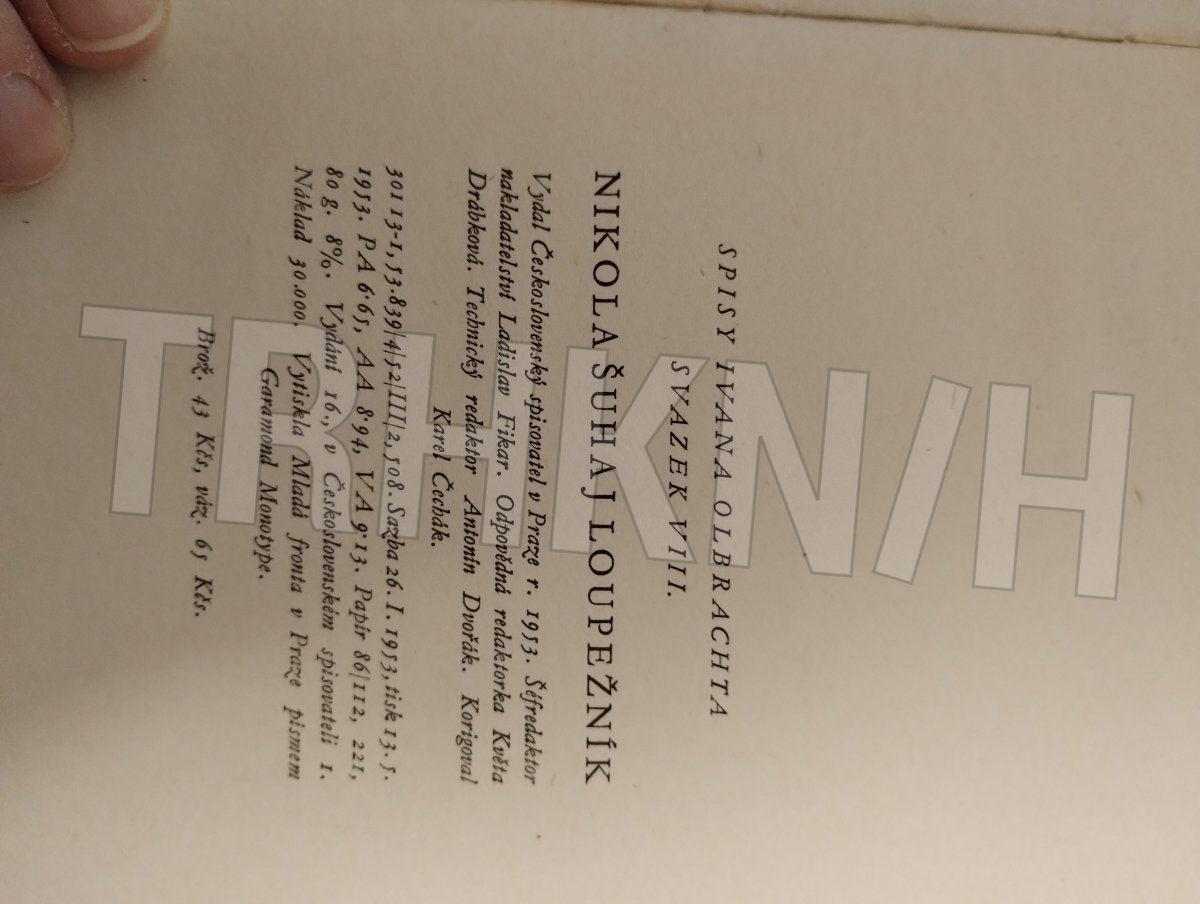 SPISY IVANA OLBRACHTA
SVAZEK VIII.
NIKOLA ŠUHAJ LOUPEŽNÍK
Vydal Československý spisovatel v Praze r. 1953. Šéfredaktor
nakladatelství Ladislav Fikar. Odpovědná redaktorka Květa
Drábková. Technický redaktor Antonín Dvořák. Korigoval
Karel Čechák.
30113-1, 53.839/4/52/III/2, 508. Sazba 26. I. 1953, tisk 13. 5.
1953. PA 6·65, AA 8·94, VA 9·13. Papír 86/112, 221,
80 g. 8%. Vydání 16., v Československém spisovateli 1.
Náklad 30.000. Vytiskla Mladá fronta v Praze písmem
Garamond Monotype.
Brož. 43 Kčs, váz. 65 Kčs.
TRHKNIH